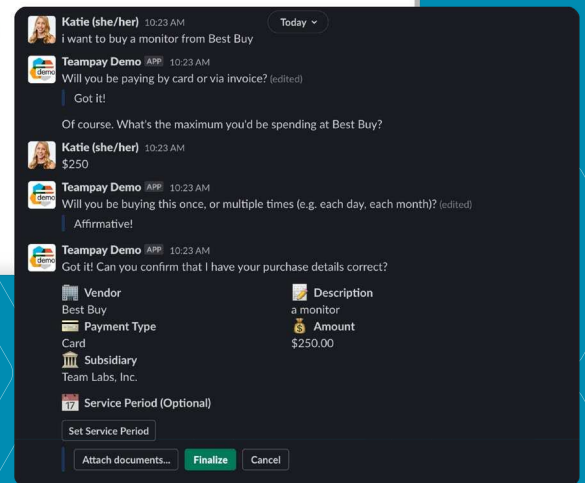 Katie (she/her) 10:23 AM
Today
i want to buy a monitor from Best Buy
demo
Teampay Demo APP 10:23 AM
Will you be paying by card or via invoice? (edited)
Got it!
Of course. What's the maximum you'd be spending at Best Buy?
Katie (she/her) 10:23 AM
$250
demo
Teampay Demo APP 10:23 AM
Will you be buying this once, or multiple times (e.g. each day, each month)? (edited)
Affirmative!
demo
Teampay Demo APP 10:23 AM
Got it! Can you confirm that I have your purchase details correct?
Vendor
Best Buy
Description
a monitor
Payment Type
Card
Amount
$250.00
Subsidiary
Team Labs, Inc.
17 Service Period (Optional)
Set Service Period
Attach documents... Finalize Cancel